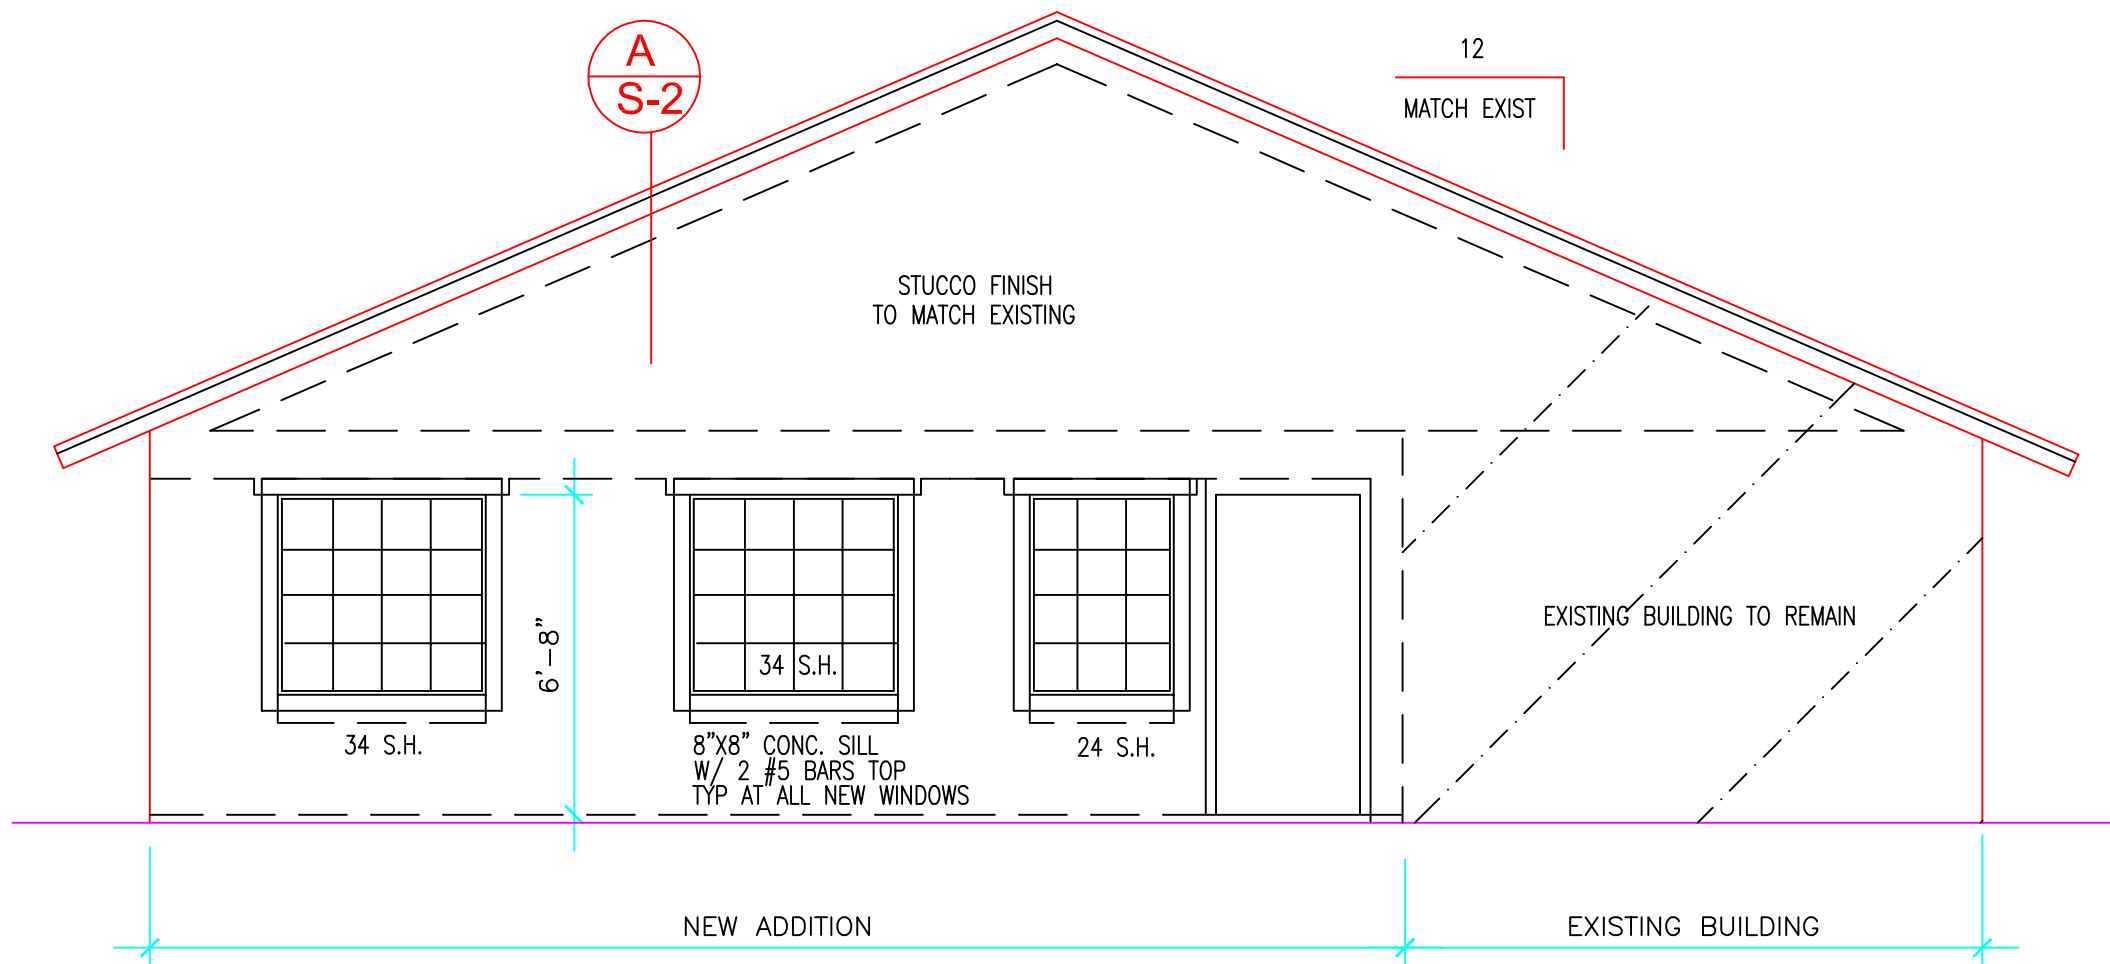 A
S-2
12
MATCH EXIST
STUCCO FINISH
TO MATCH EXISTING
6'-8"
34 S.H.
34 S.H.
8"X8" CONC. SILL
W/ 2 #5 BARS TOP
TYP AT ALL NEW WINDOWS
24 S.H.
EXISTING BUILDING TO REMAIN
NEW ADDITION
EXISTING BUILDING